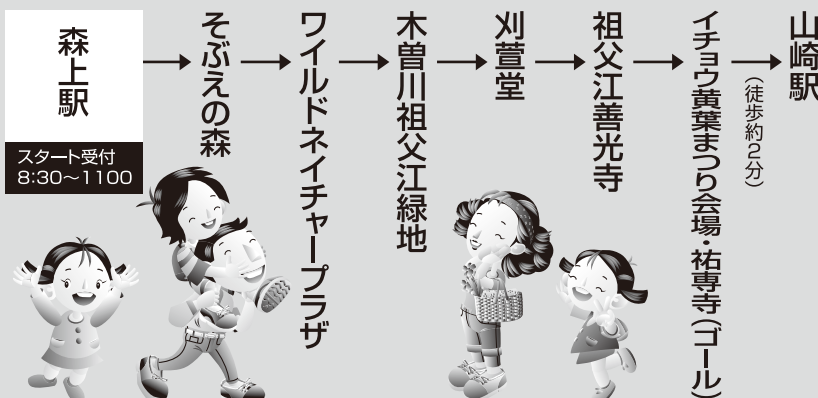 森上駅
スタート受付
8:30〜1100
そぶえの森
ワイルドネイチャープラザ
木曽川祖父江緑地
刈萱堂
祖父江善光寺
イチョウ黄葉まつり会場・祐専寺(ゴール)
(徒歩約2分)
山崎駅